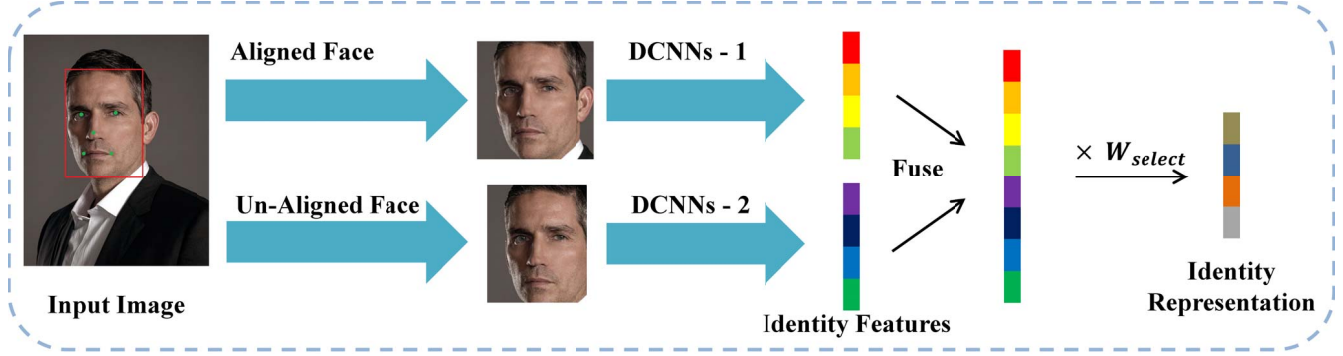 Aligned Face
DCNNs - 1
Fuse
× W_select
Un-Aligned Face
DCNNs - 2
Input Image
Identity Features
Identity
Representation